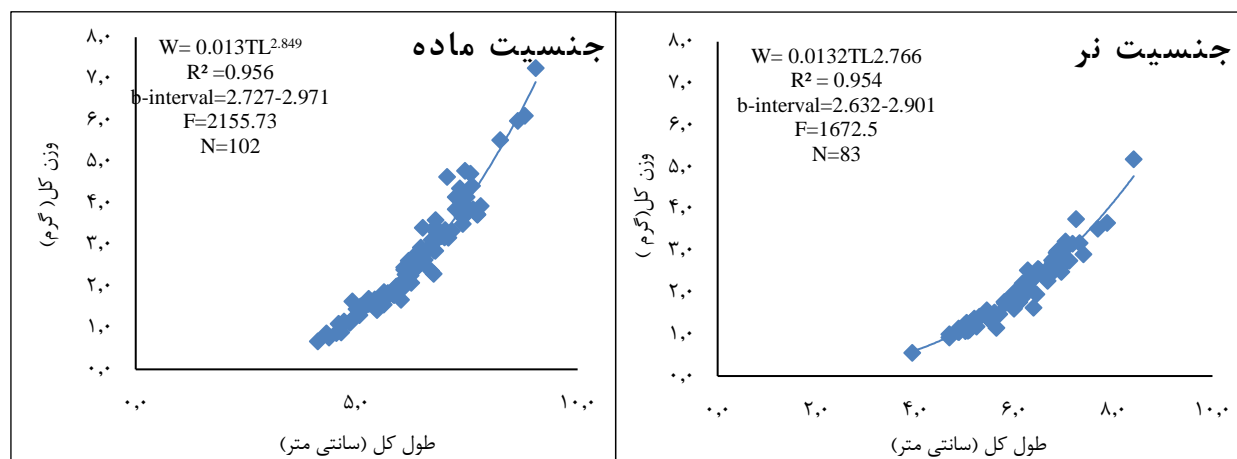 جنسیت ماده
W= 0.013TL2.849
R² =0.956
b-interval=2.727-2.971
F=2155.73
N=102
وزن کل( گرم)
۸٫۰
۷٫۰
۶٫۰
۵٫۰
۴٫۰
۳٫۰
۲٫۰
۱٫۰
۰٫۰
۰٫۰ ۵٫۰ ۱۰٫۰
طول کل (سانتی متر)
جنسیت نر
W= 0.0132TL2.766
R² = 0.954
b-interval=2.632-2.901
F=1672.5
N=83
وزن کل(گرم )
۸٫۰
۷٫۰
۶٫۰
۵٫۰
۴٫۰
۳٫۰
۲٫۰
۱٫۰
۰٫۰
۰٫۰ ۲٫۰ ۴٫۰ ۶٫۰ ۸٫۰ ۱۰٫۰
طول کل (سانتی متر)